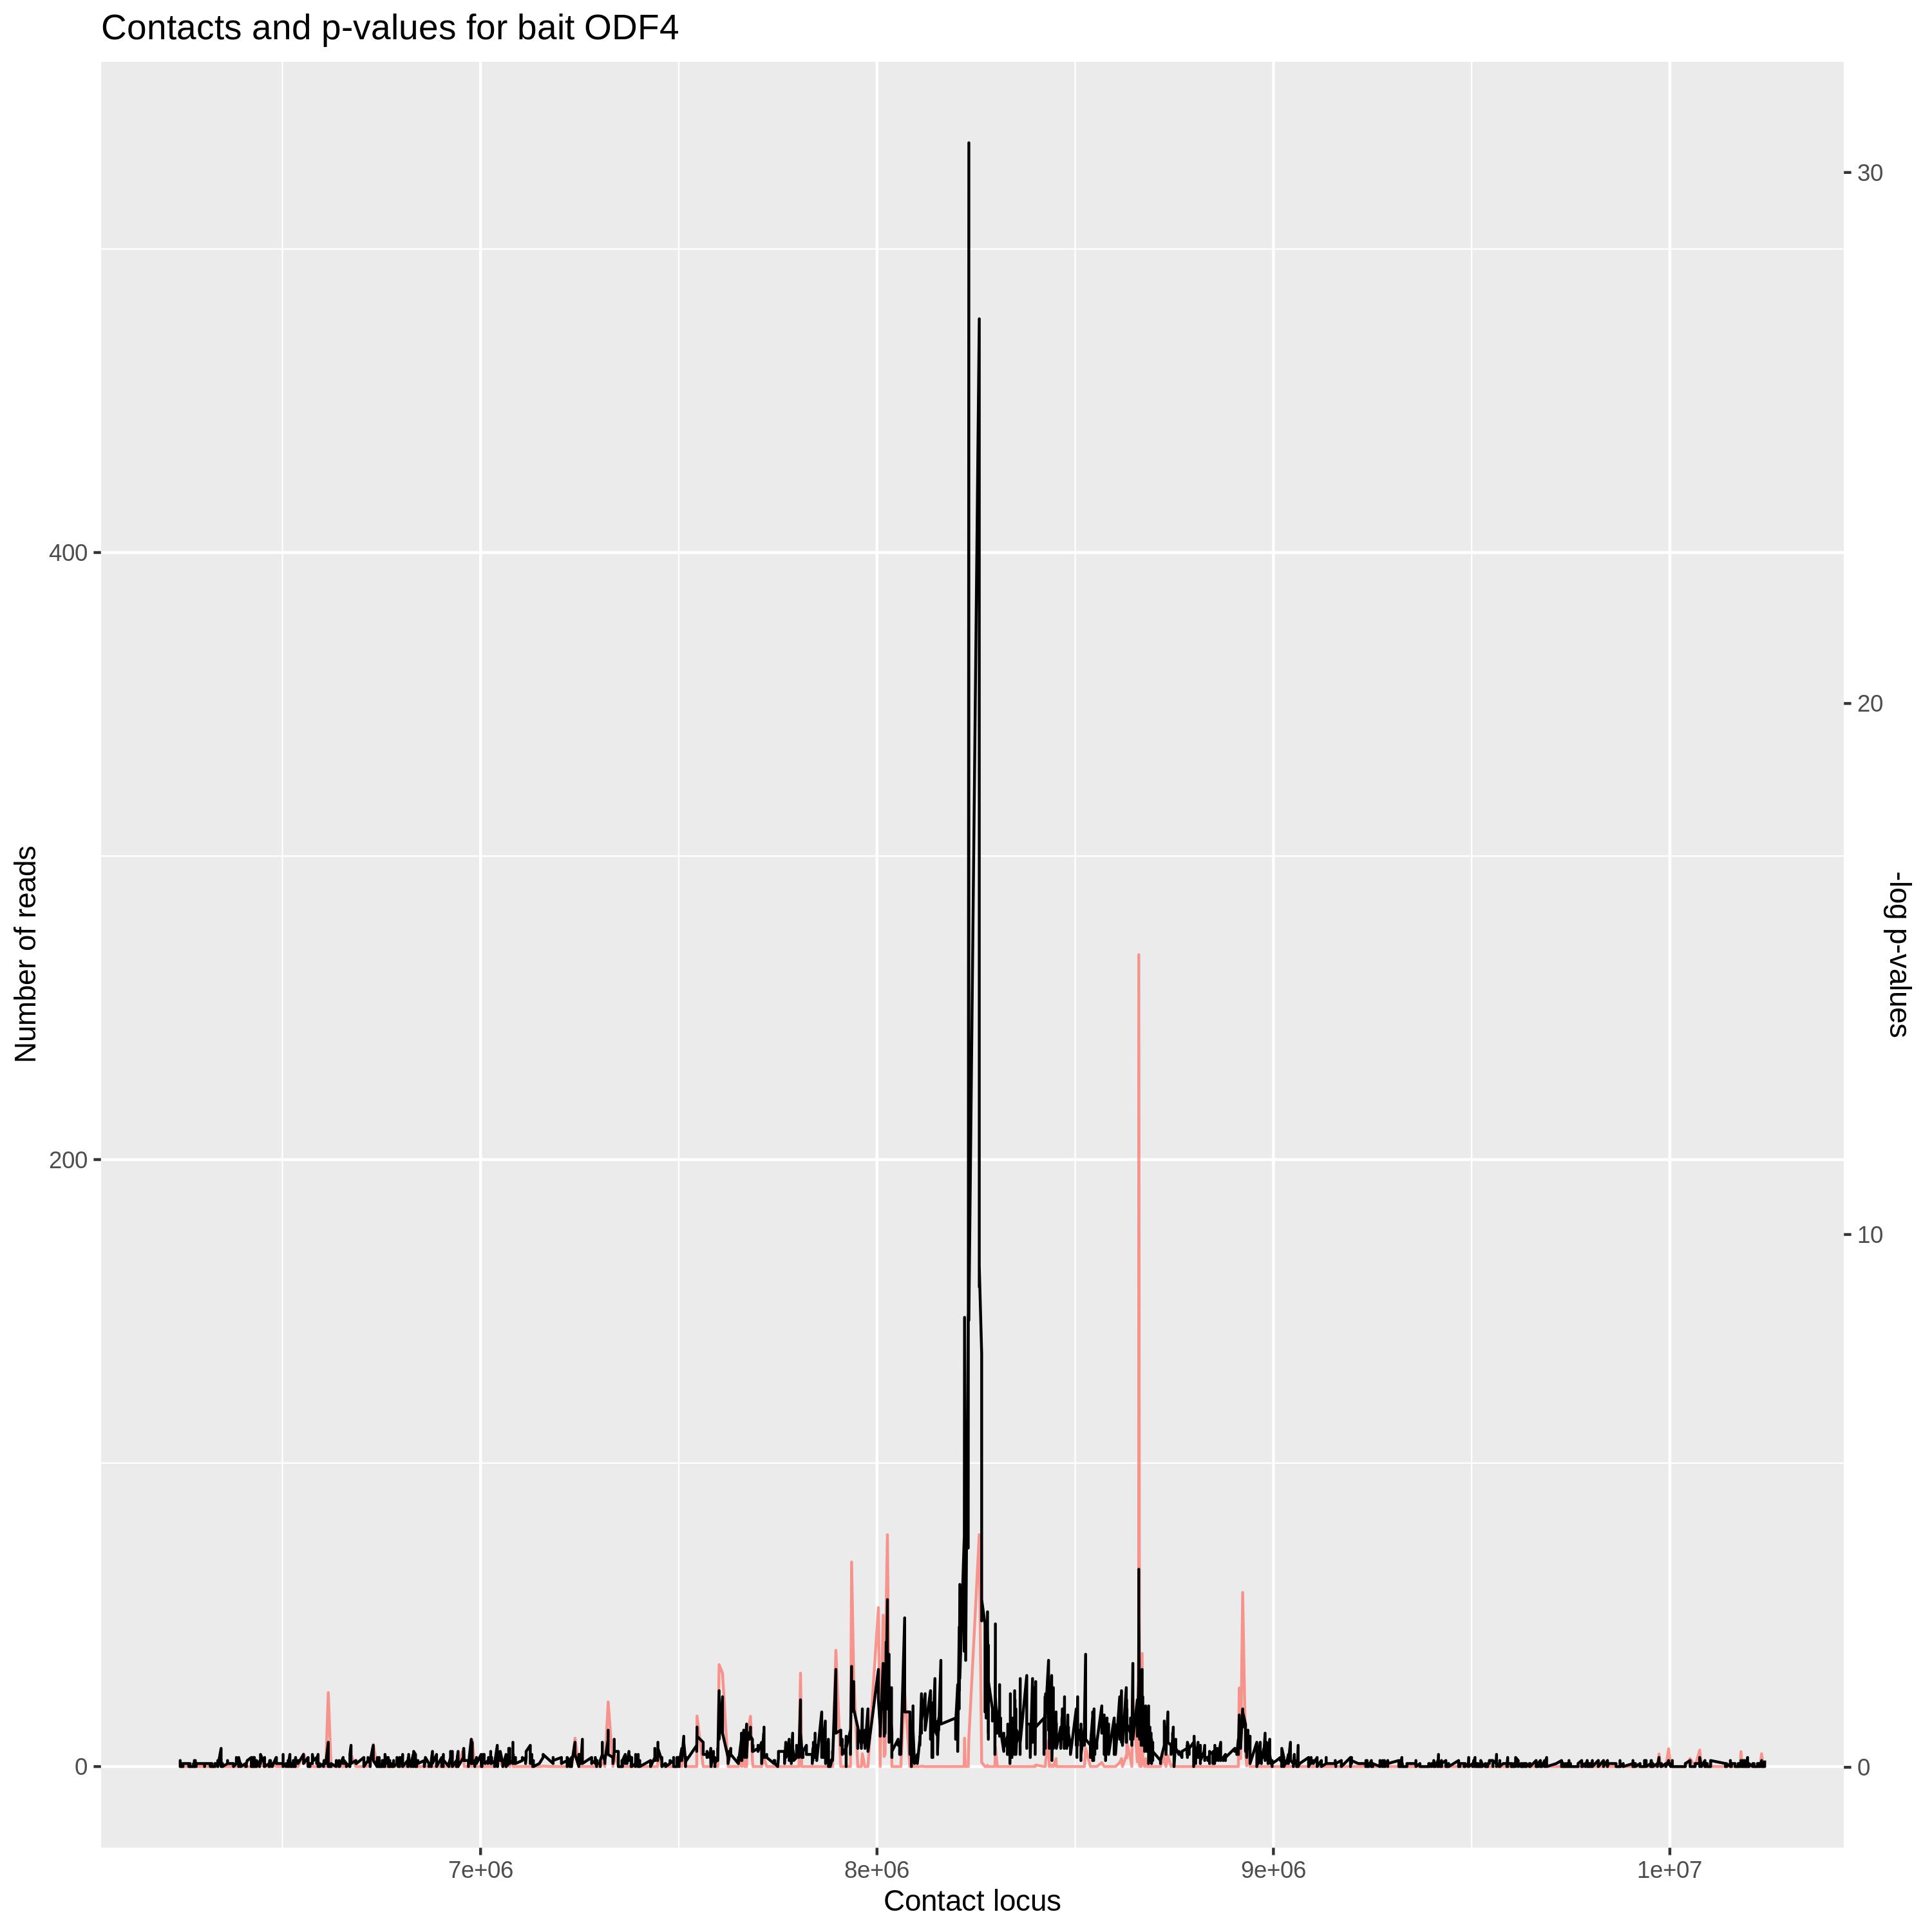 Contacts and p-values for bait ODF4
Number of reads
400
200
0
30
20
10
0
-log p-values
7e+06
8e+06
9e+06
1e+07
Contact locus